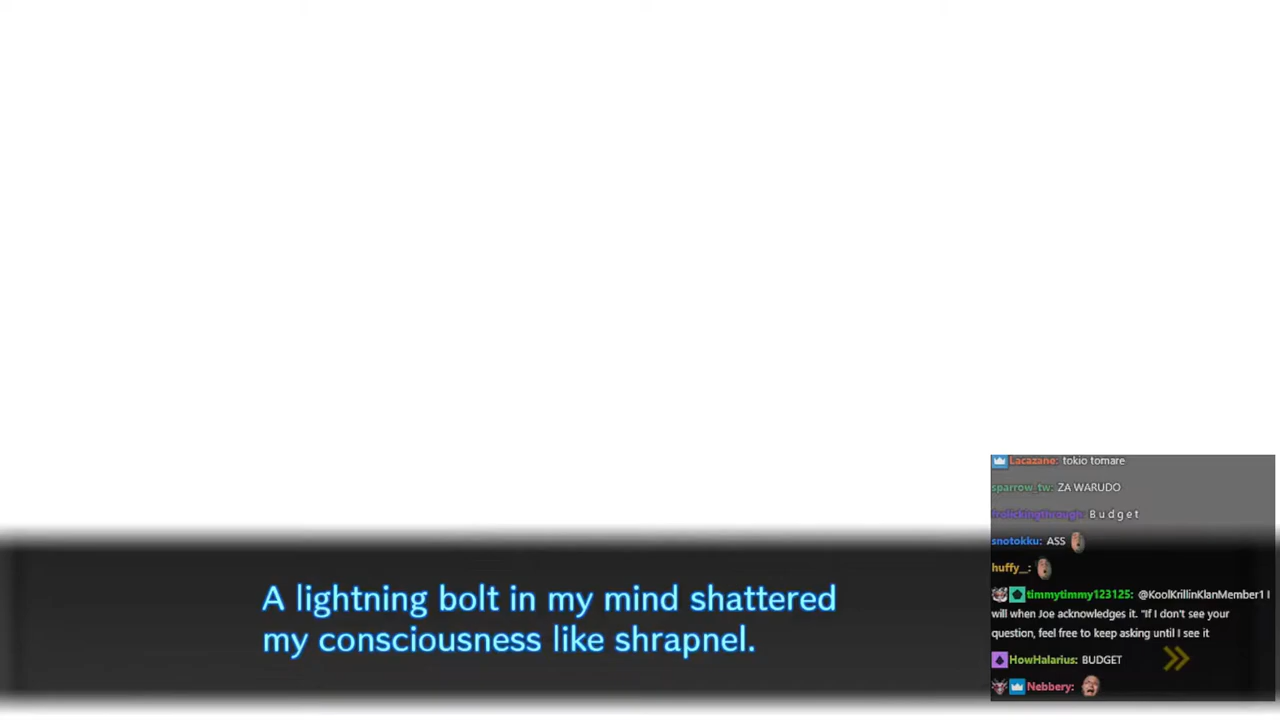 A lightning bolt in my mind shattered
my consciousness like shrapnel.
Lacazane: tokio tomare
sparrow_tw: ZA WARUDO
frolickingthraugh: B u d g e t
snotokku: ASS
huffy__:
timmytimmy123125: @KoolKrillinKlanMember1 I
will when Joe acknowledges it. "If I don't see your
question, feel free to keep asking until I see it
HowHalarius: BUDGET
Nebbery: